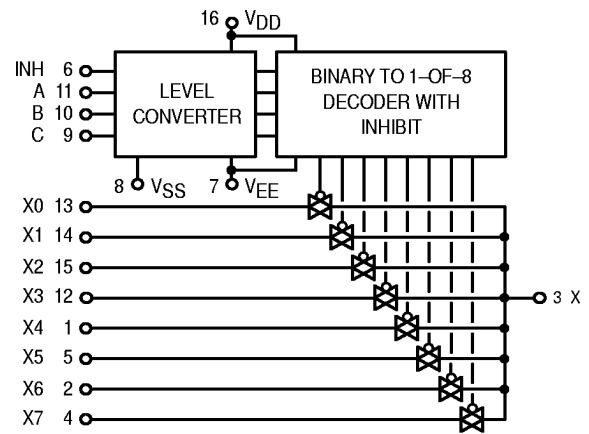 16 VDD
INH 6
A 11
B 10
C 9
LEVEL
CONVERTER
BINARY TO 1–OF–8
DECODER WITH
INHIBIT
8 VSS
7 VEE
X0 13
X1 14
X2 15
X3 12
3 X
X4 1
X5 5
X6 2
X7 4